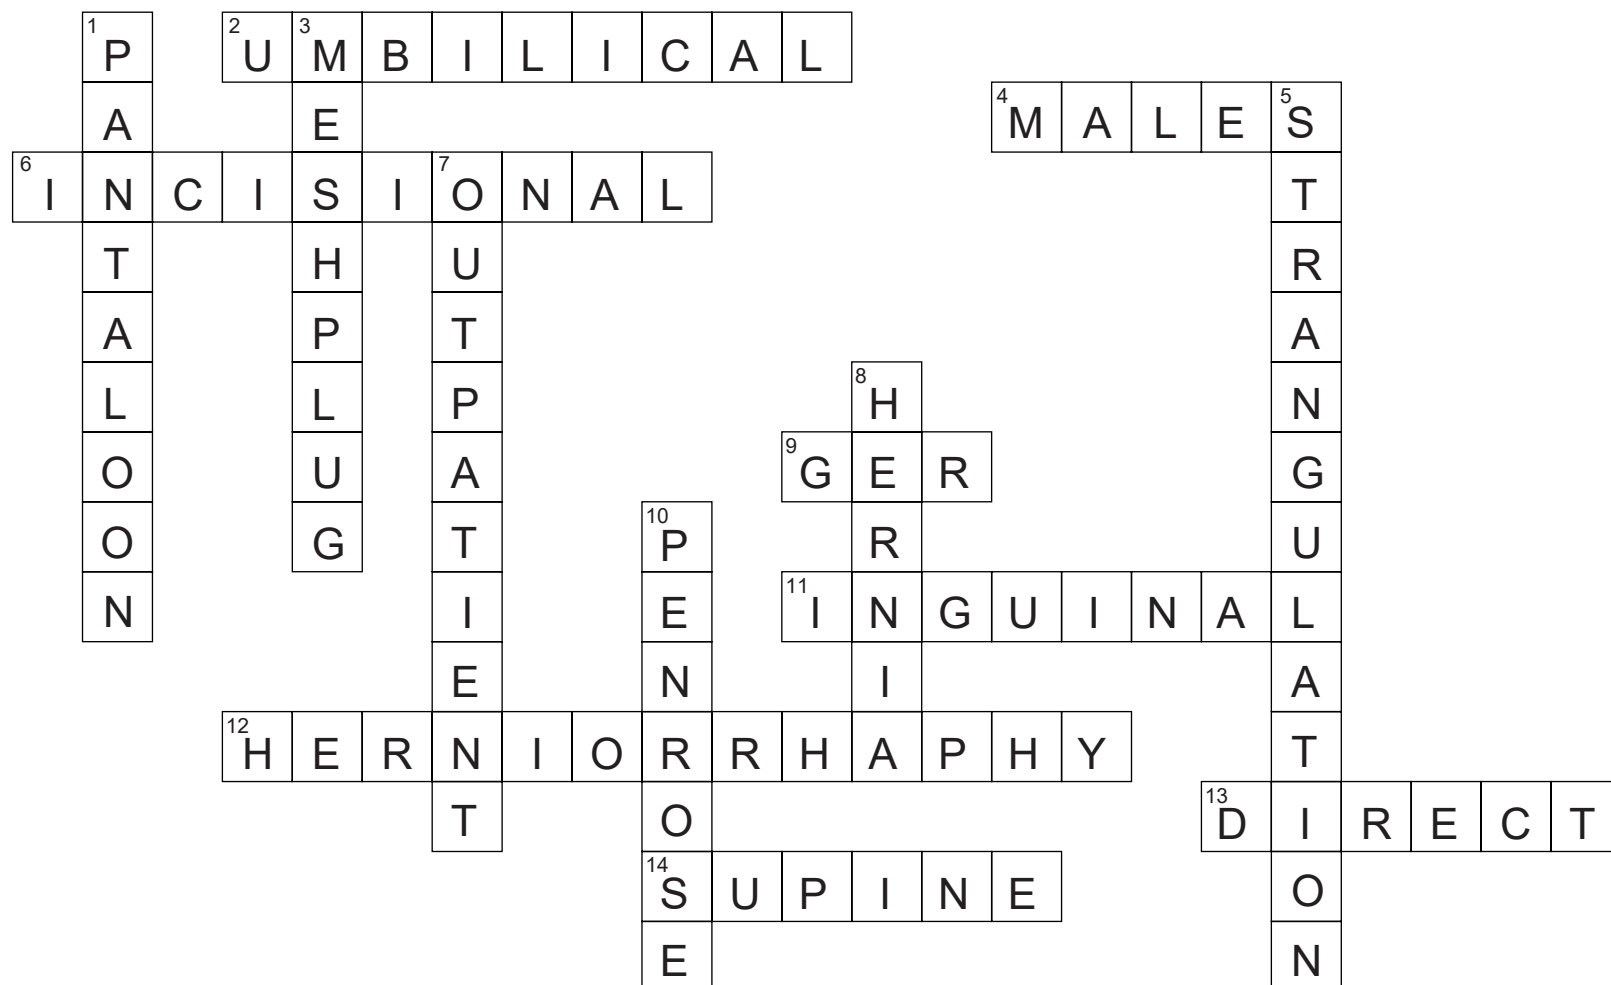 1 P 2 U 3 M B I L I C A L
A E 4 M A L E 5 S
6 I N C I S I 7 O N A L T
T H U R
A P T A
L L P 8 H N
O U A 9 G E R G
O G T 10 P R U
N I E 11 I N G U I N A L
E N I A
12 H E R N I O R R H A P H Y T
T O 13 D I R E C T
14 S U P I N E O
E N